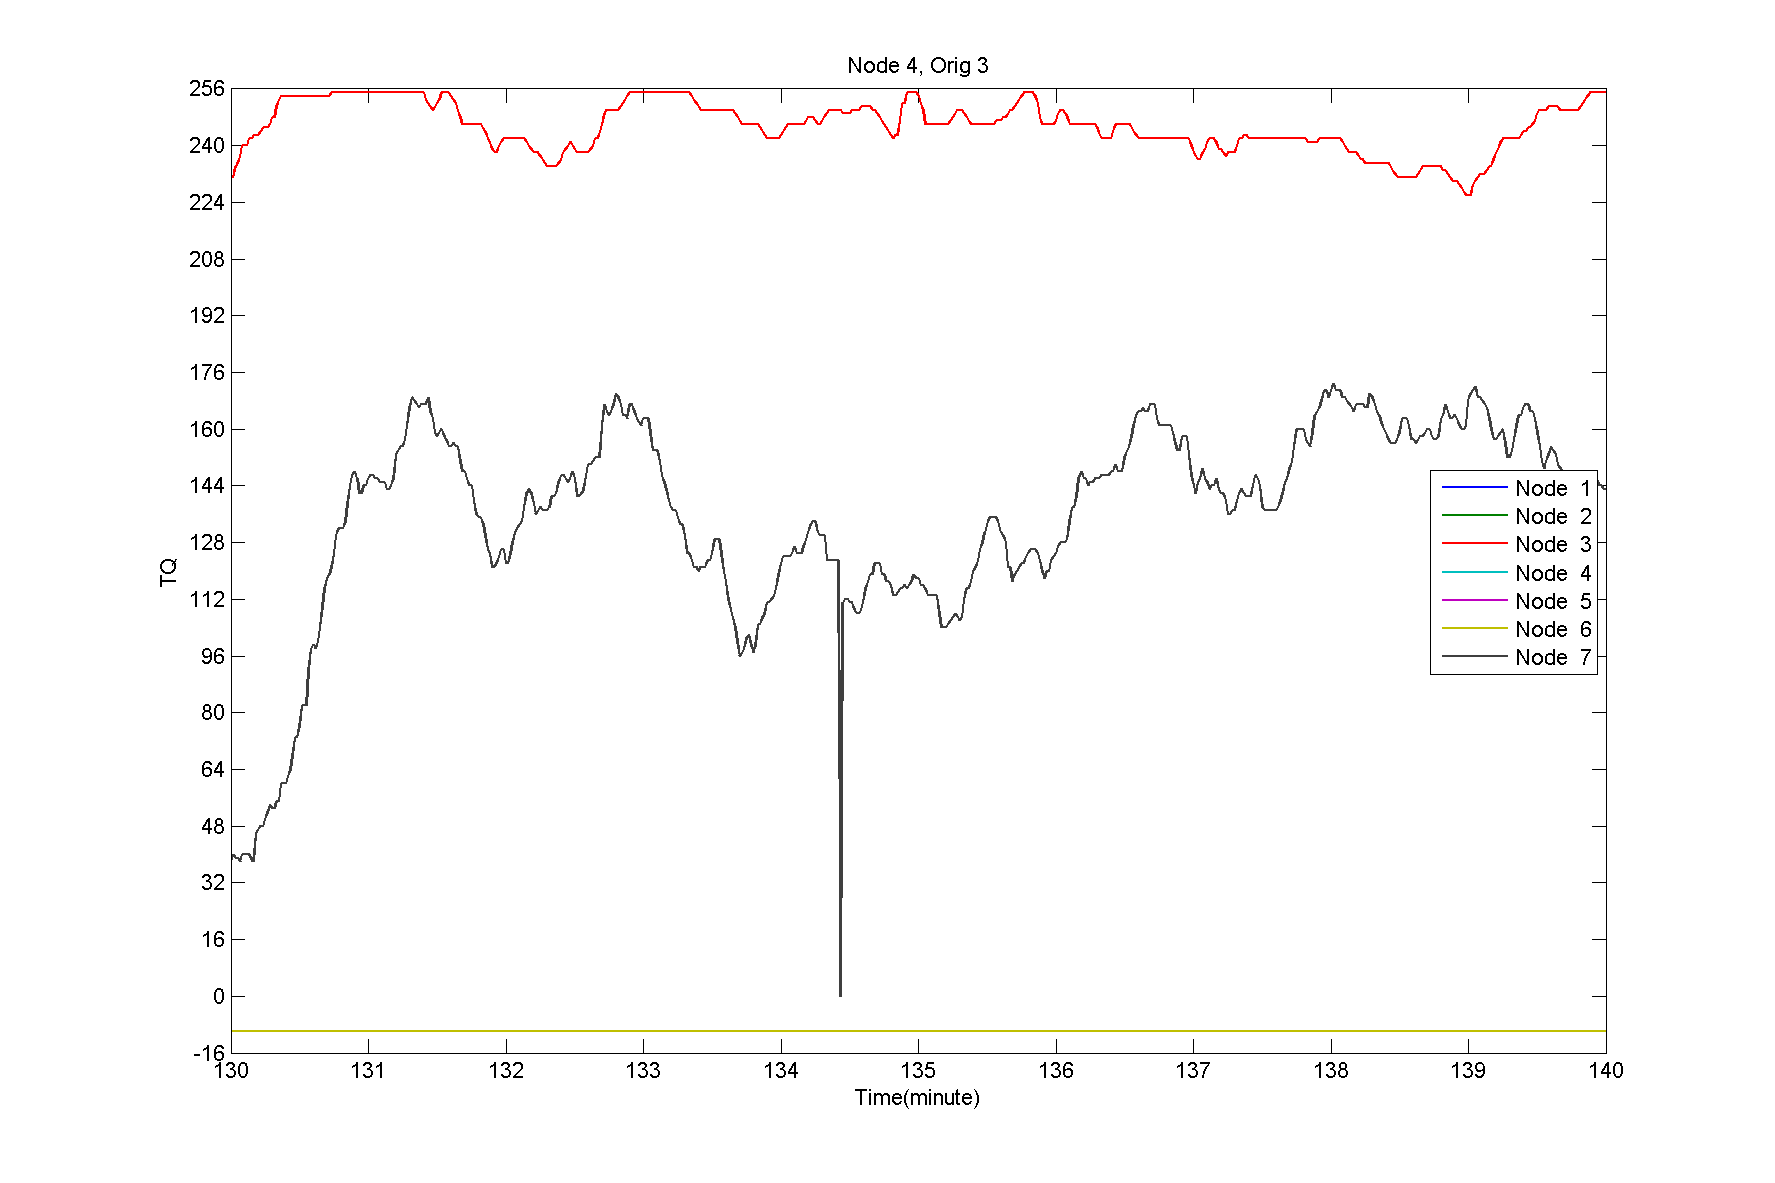 Node 4, Orig 3
256
240
224
208
192
176
160
144
128
112
96
80
64
48
32
16
0
-16
TQ
130 131 132 133 134 135 136 137 138 139 140
Time(minute)
Node 1
Node 2
Node 3
Node 4
Node 5
Node 6
Node 7